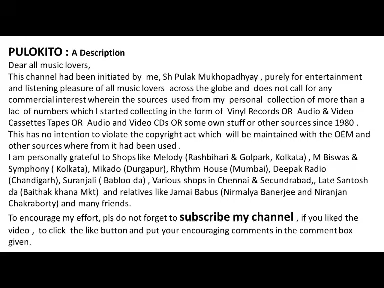 PULOKITO : A Description
Dear all music lovers,
This channel had been initiated by me, Sh Pulak Mukhopadhyay , purely for entertainment
and listening pleasure of all music lovers across the globe and does not call for any
commercial interest wherein the sources used from my personal collection of more than a
lac of numbers which I started collecting in the form of Vinyl Records OR Audio & Video
Cassettes Tapes OR Audio and Video CDs OR some own stuff or other sources since 1980 .
This has no intention to violate the copyright act which will be maintained with the OEM and
other sources where from it had been used .
I am personally grateful to Shops like Melody (Rashbihari & Golpark, Kolkata) , M Biswas &
Symphony ( Kolkata), Mikado (Durgapur), Rhythm House (Mumbai), Deepak Radio
(Chandigarh), Suranjali ( Babloo da) , Various shops in Chennai & Secundrabad,, Late Santosh
da (Baithak khana Mkt) and relatives like Jamai Babus (Nirmalya Banerjee and Niranjan
Chakraborty) and many friends.
To encourage my effort, pls do not forget to subscribe my channel , if you liked the
video , to click the like button and put your encouraging comments in the comment box
given.